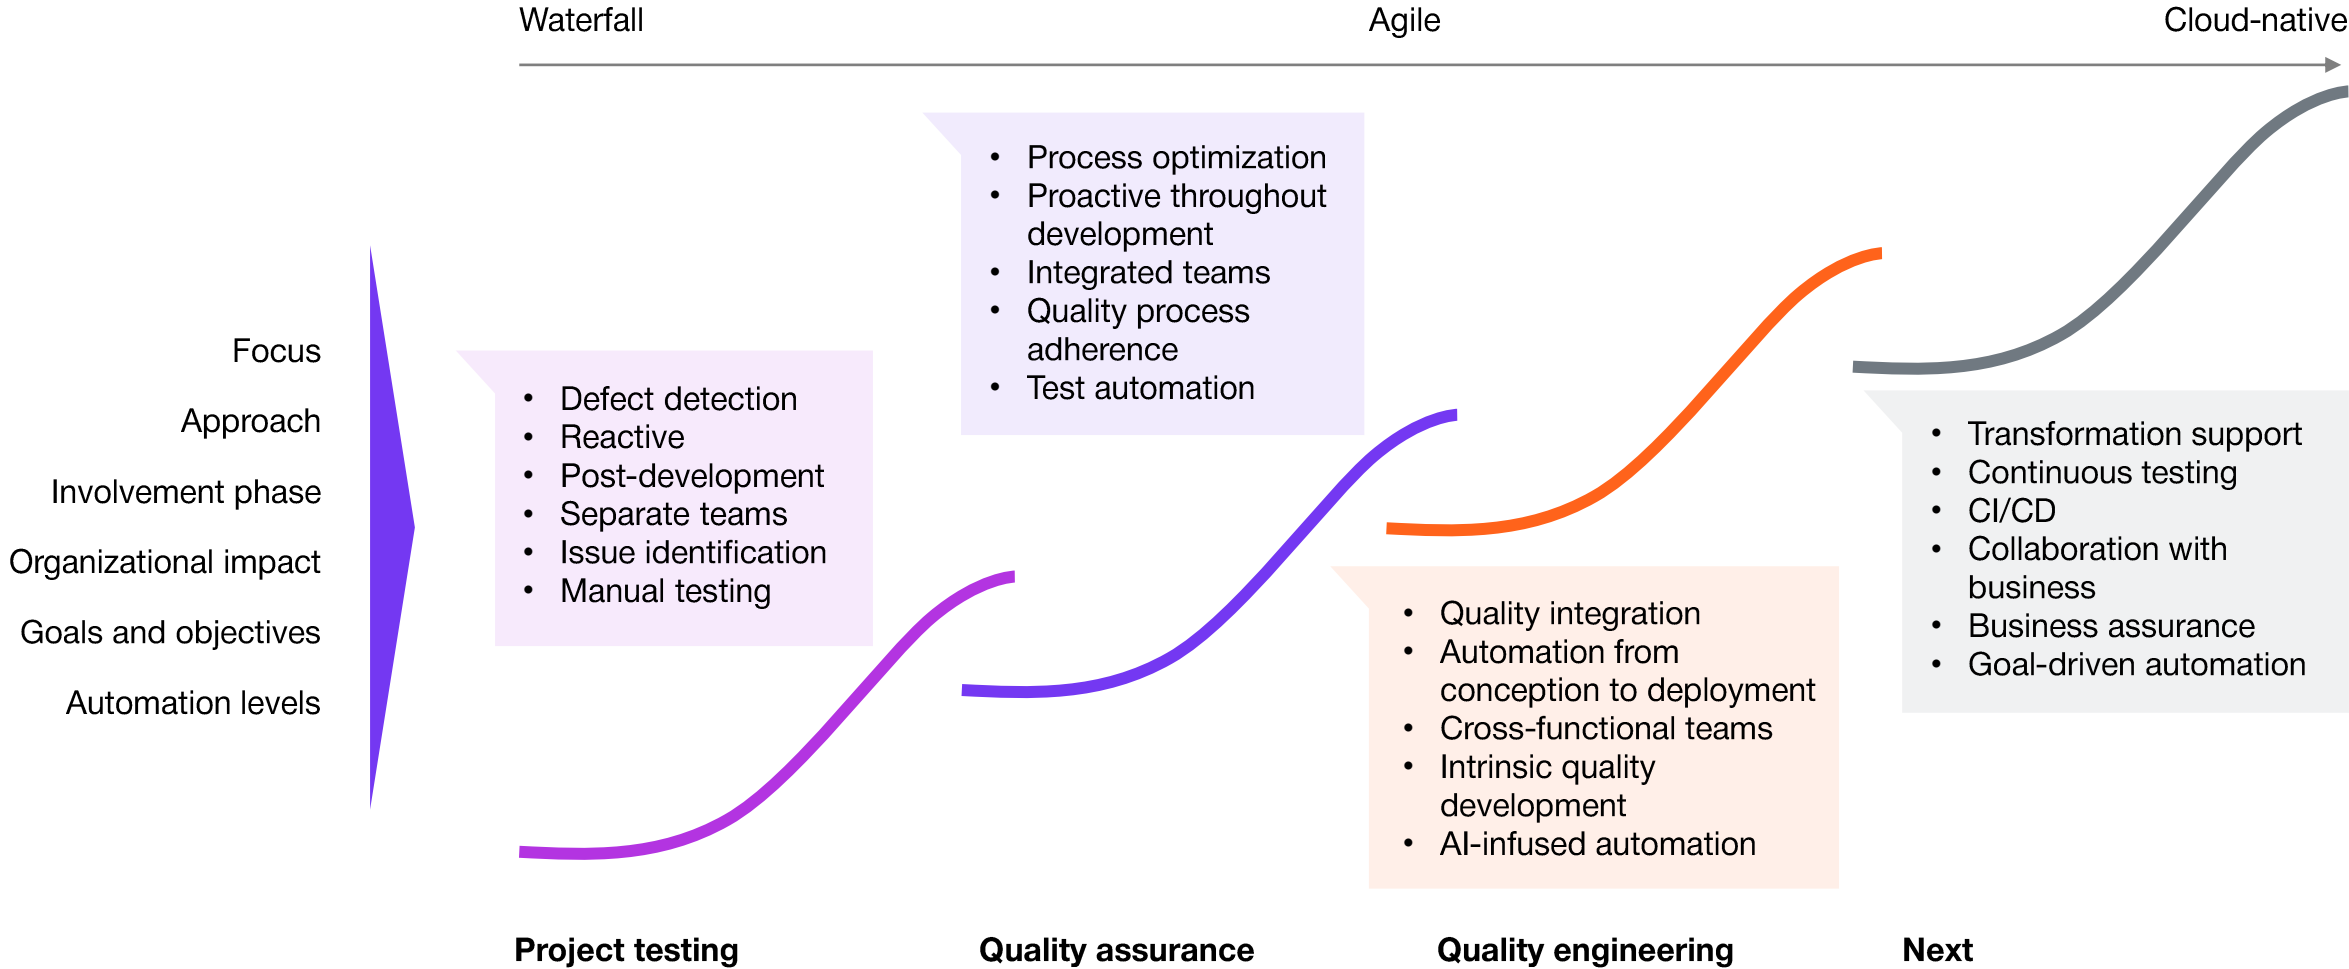 Waterfall
Agile
Cloud-native
Focus
Approach
Involvement phase
Organizational impact
Goals and objectives
Automation levels
• Defect detection
• Reactive
• Post-development
• Separate teams
• Issue identification
• Manual testing
• Process optimization
• Proactive throughout
development
• Integrated teams
• Quality process
adherence
• Test automation
• Quality integration
• Automation from
conception to deployment
• Cross-functional teams
• Intrinsic quality
development
• AI-infused automation
• Transformation support
• Continuous testing
• CI/CD
• Collaboration with
business
• Business assurance
• Goal-driven automation
Project testing
Quality assurance
Quality engineering
Next